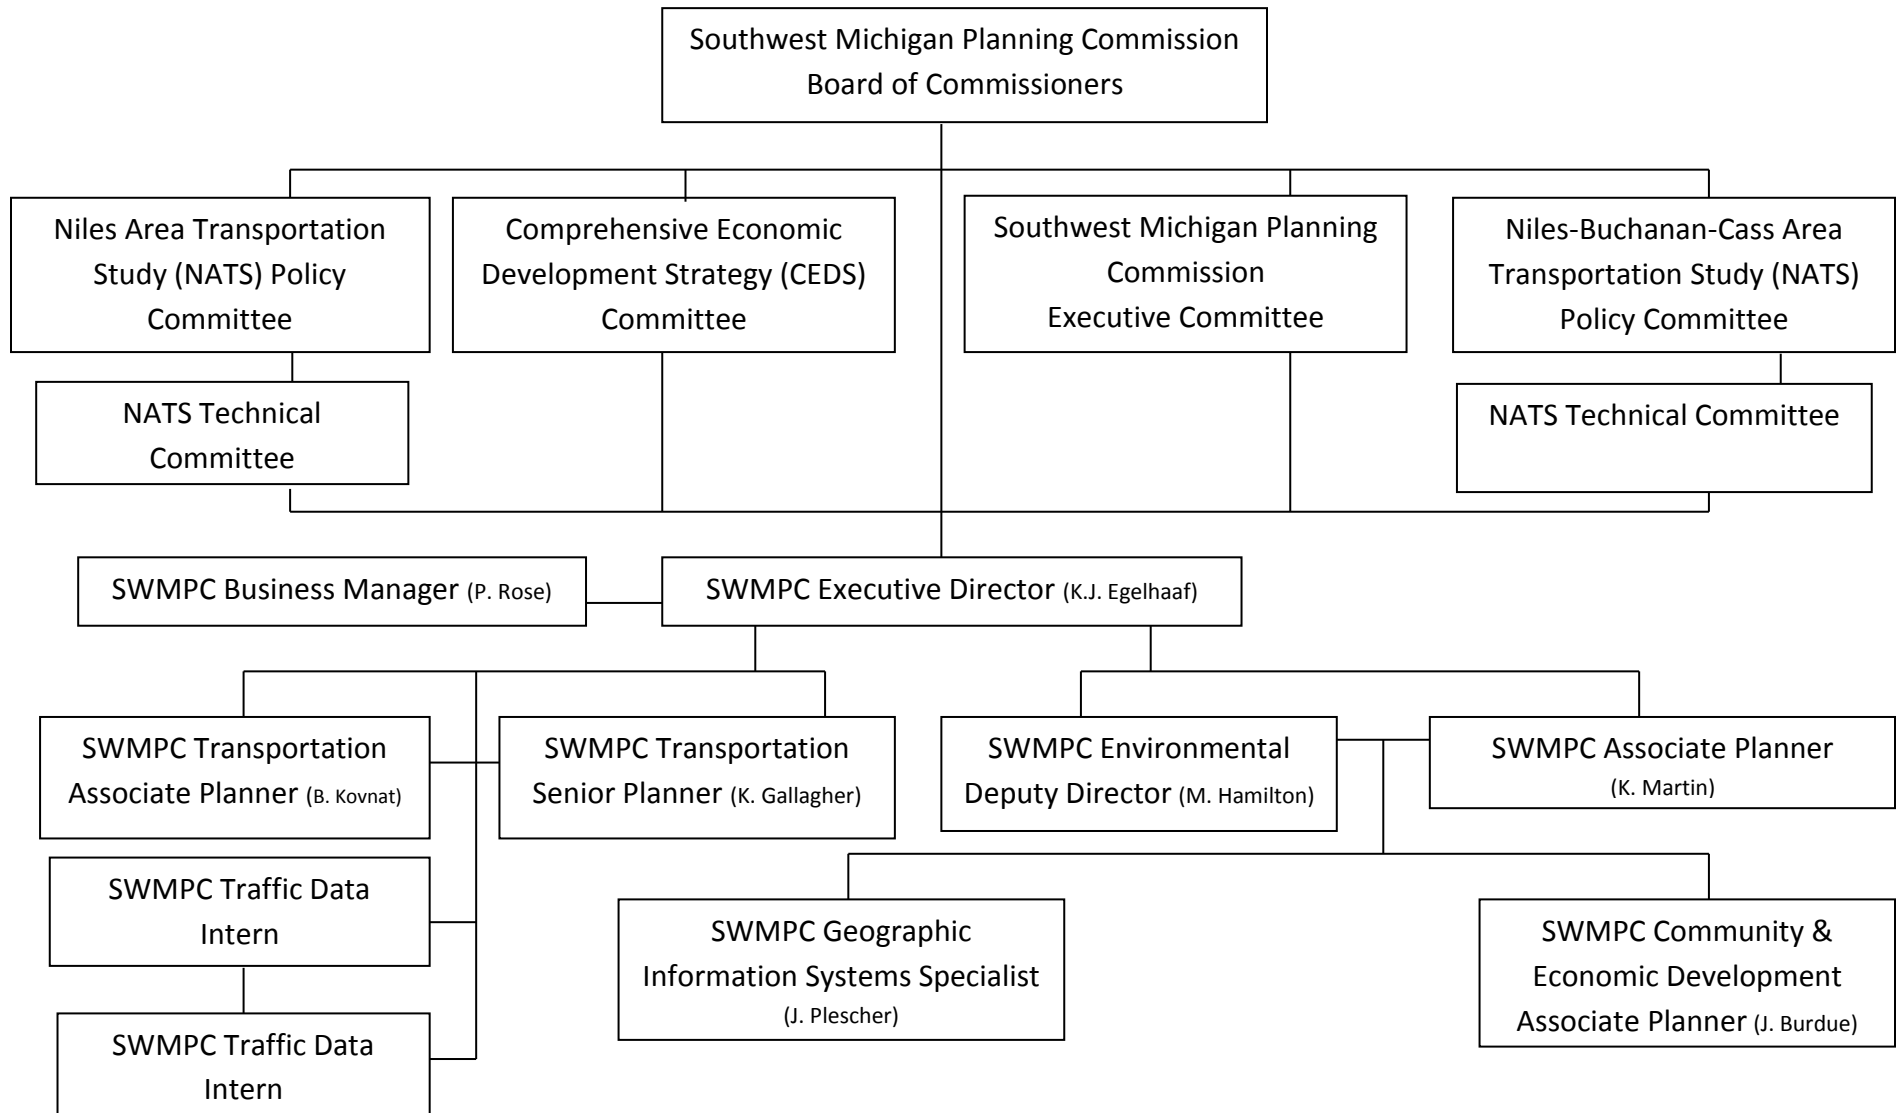 Southwest Michigan Planning Commission
Board of Commissioners
Niles Area Transportation
Study (NATS) Policy
Committee
Comprehensive Economic
Development Strategy (CEDS)
Committee
Southwest Michigan Planning
Commission
Executive Committee
Niles-Buchanan-Cass Area
Transportation Study (NATS)
Policy Committee
NATS Technical
Committee
NATS Technical Committee
SWMPC Business Manager (P. Rose)
SWMPC Executive Director (K.J. Egelhaaf)
SWMPC Transportation
Associate Planner (B. Kovnat)
SWMPC Transportation
Senior Planner (K. Gallagher)
SWMPC Environmental
Deputy Director (M. Hamilton)
SWMPC Associate Planner
(K. Martin)
SWMPC Traffic Data
Intern
SWMPC Geographic
Information Systems Specialist
(J. Plescher)
SWMPC Community &
Economic Development
Associate Planner (J. Burdue)
SWMPC Traffic Data
Intern